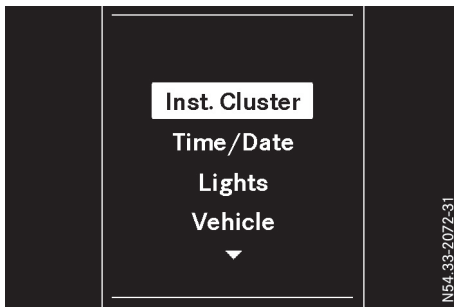 Inst. Cluster
Time/Date
Lights
Vehicle
N54.33-2072-31